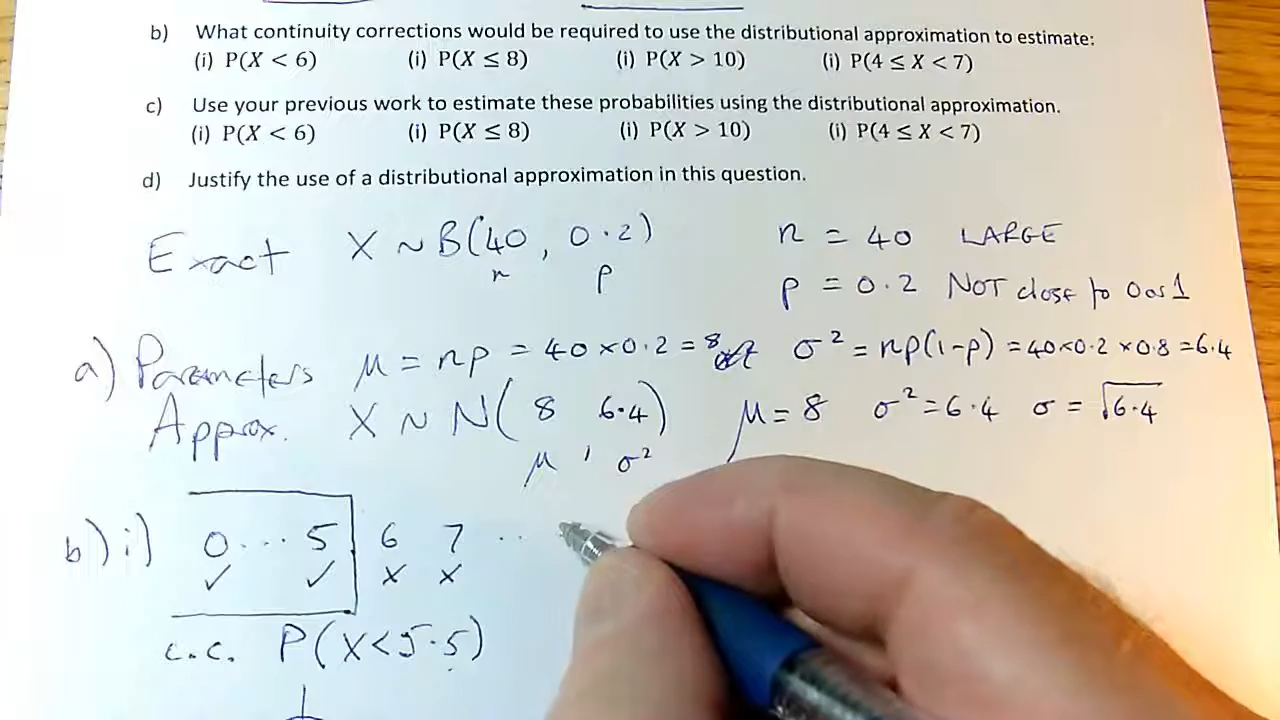 b) What continuity corrections would be required to use the distributional approximation to estimate:
(i) P(X < 6) (i) P(X ≤ 8) (i) P(X > 10) (i) P(4 ≤ X < 7)
c) Use your previous work to estimate these probabilities using the distributional approximation.
(i) P(X < 6) (i) P(X ≤ 8) (i) P(X > 10) (i) P(4 ≤ X < 7)
d) Justify the use of a distributional approximation in this question.
Exact X ~ B(40, 0.2) n = 40 LARGE
n p p = 0.2 NOT close to 0 or 1
a) Parameters μ = np = 40 × 0.2 = 8 σ² = np(1-p) = 40×0.2 × 0.8 = 6.4
Approx. X ~ N(8, 6.4) μ = 8 σ² = 6.4 σ = √6.4
μ σ²
b) i) 0 ... 5 6 7 ...
✓ ✓ × ×
c.c. P(X < 5.5)